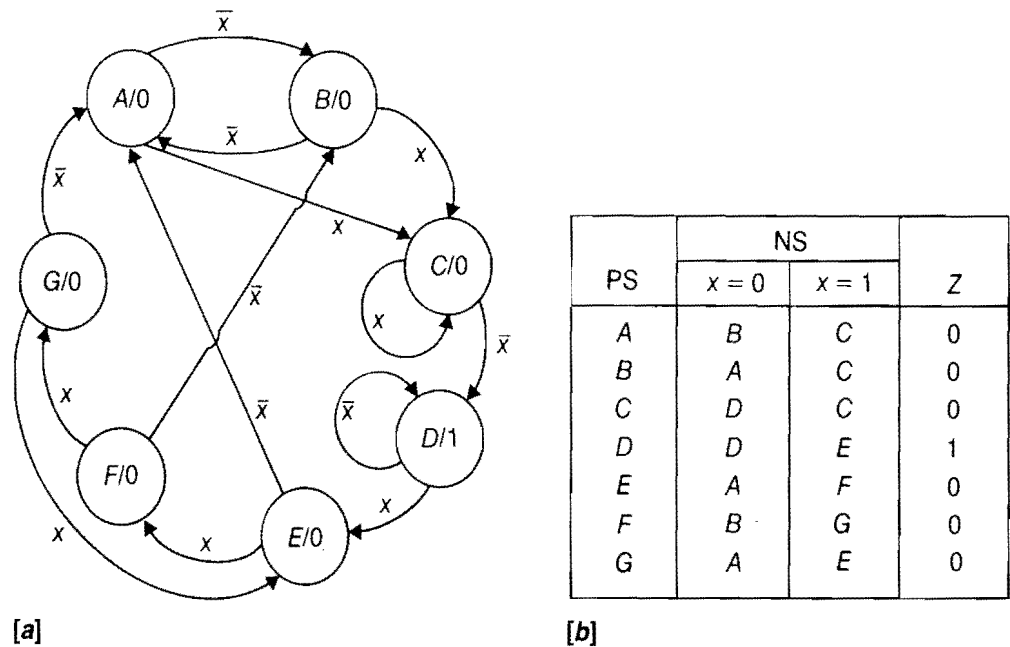 x̅
A/0
B/0
x̅
x
x̅
x
G/0
C/0
x̅
x
x̅
x
x̅
x̅
D/1
F/0
x
x
E/0
x
[a]
NS
PS x = 0 x = 1 Z
A B C 0
B A C 0
C D C 0
D D E 1
E A F 0
F B G 0
G A E 0
[b]